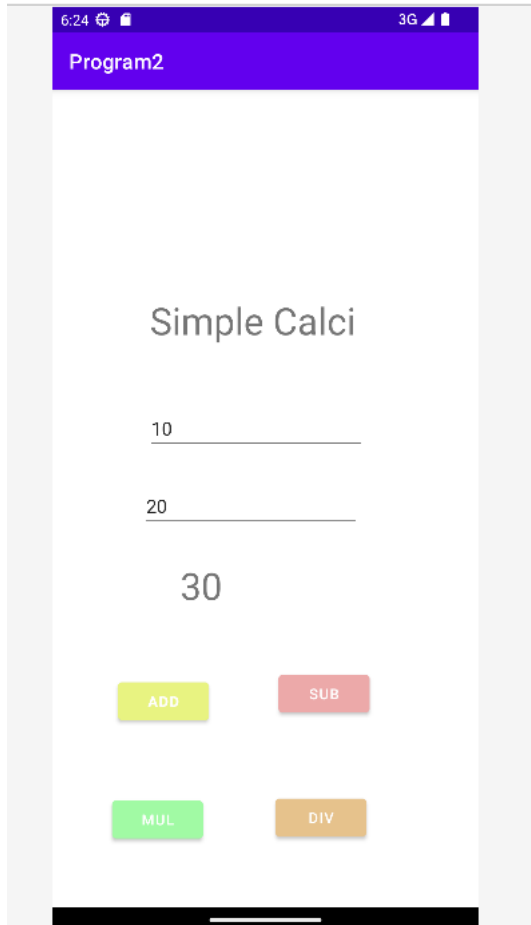 6:24 3G
Program2
Simple Calci
10
20
30
ADD SUB
MUL DIV